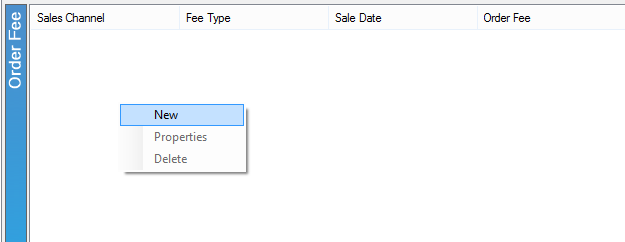 Order Fee
Sales Channel Fee Type Sale Date Order Fee
New
Properties
Delete